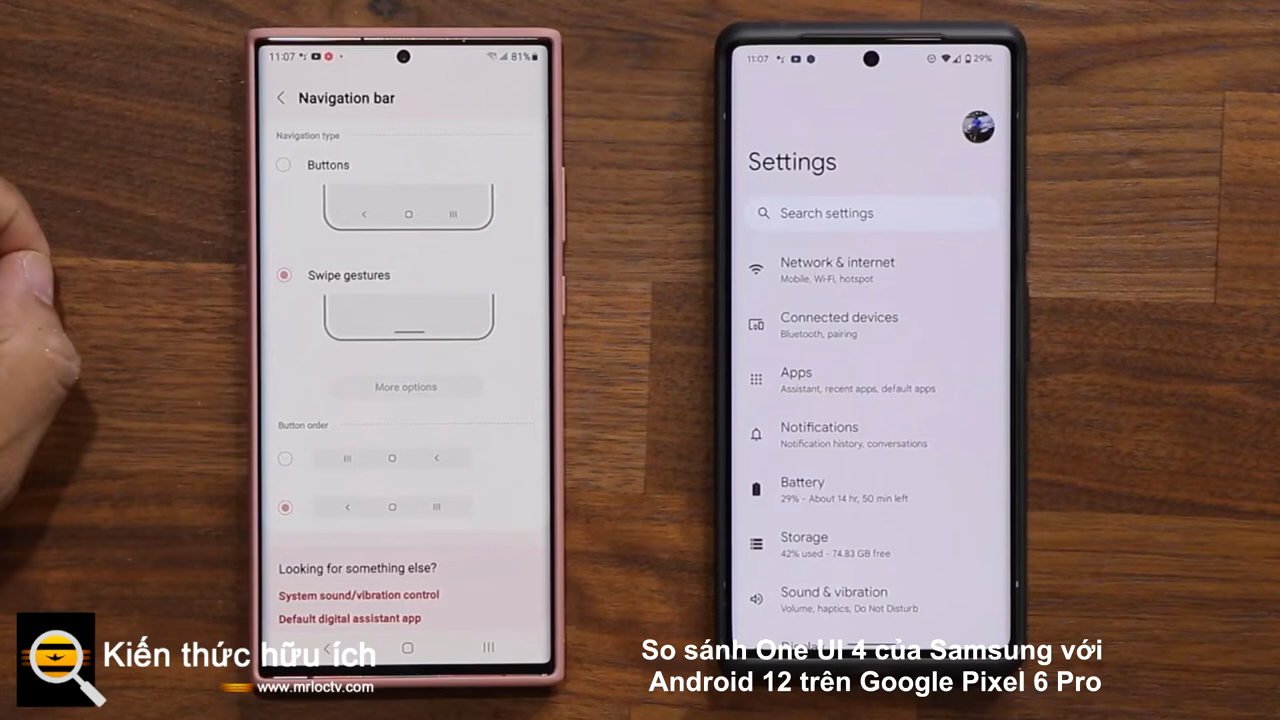 11:07
81%
Navigation bar
Navigation type
Buttons
Swipe gestures
More options
Button order
Looking for something else?
System sound/vibration control
Default digital assistant app
11:07
29%
Settings
Search settings
Network & internet
Mobile, Wi-Fi, hotspot
Connected devices
Bluetooth, pairing
Apps
Assistant, recent apps, default apps
Notifications
Notification history, conversations
Battery
29% - About 14 hr, 50 min left
Storage
42% used - 74.83 GB free
Sound & vibration
Volume, haptics, Do Not Disturb
Kiến thức hữu ích
www.mrloctv.com
So sánh One UI 4 của Samsung với
Android 12 trên Google Pixel 6 Pro